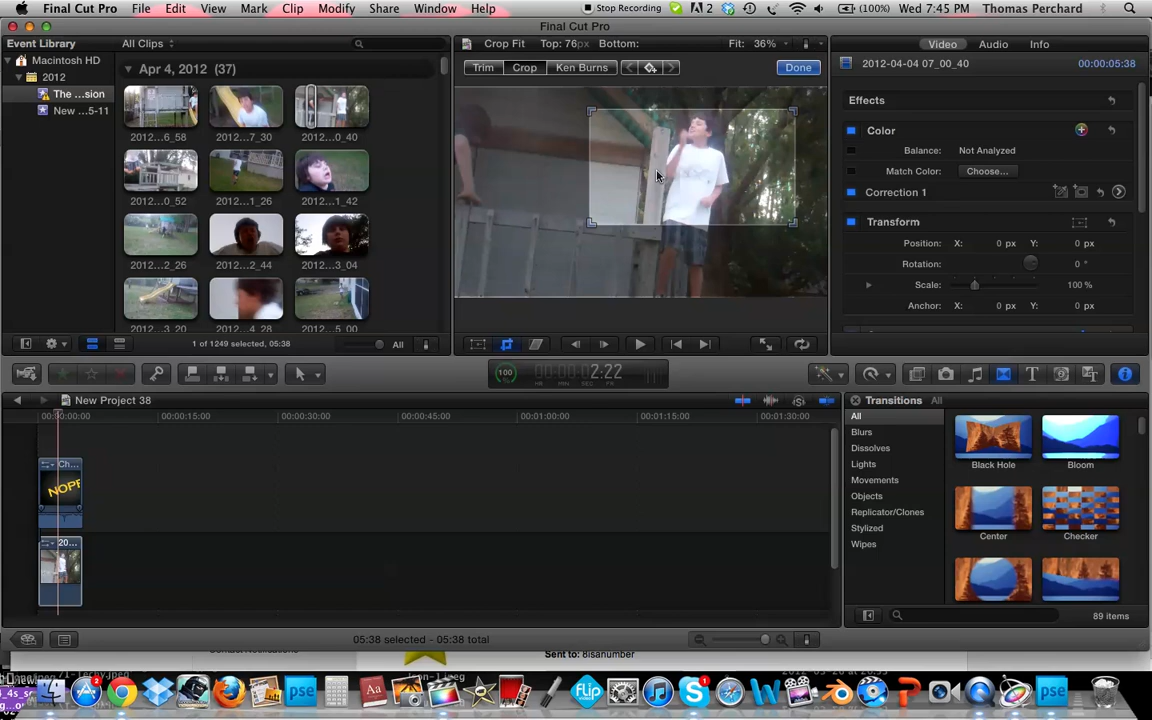 Final Cut Pro File Edit View Mark Clip Modify Share Window Help Stop Recording 2 (100%) Wed 7:45 PM Thomas Perchard
Final Cut Pro
Event Library All Clips
Macintosh HD
2012
The ...sion
New ...5-11
Apr 4, 2012 (37)
2012...6_58 2012...7_30 2012...0_40
2012...0_52 2012...1_26 2012...1_42
2012...2_26 2012...2_44 2012...3_04
2012...3_20 2012...4_28 2012...5_00
1 of 1249 selected, 05:38 All
Crop Fit Top: 76px Bottom: Fit: 36%
Trim Crop Ken Burns Done
Video Audio Info
2012-04-04 07_00_40 00:00:05:38
Effects
Color
Balance: Not Analyzed
Match Color: Choose...
Correction 1
Transform
Position: X: 0 px Y: 0 px
Rotation: 0 °
Scale: 100 %
Anchor: X: 0 px Y: 0 px
100 2:22
HR MIN SEC FR
New Project 38
00:00:00:00 00:00:15:00 00:00:30:00 00:00:45:00 00:01:00:00 00:01:15:00 00:01:30:00
Ch...
NOPE
20...
Transitions All
All
Blurs
Dissolves
Lights
Movements
Objects
Replicator/Clones
Stylized
Wipes
Black Hole Bloom
Center Checker
89 items
05:38 selected - 05:38 total
Sent to: 8isanumber